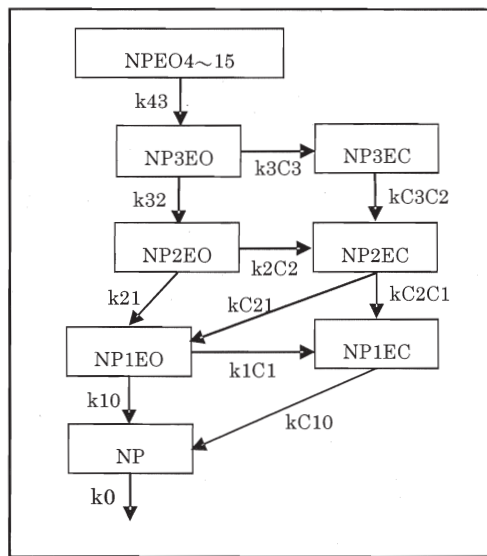 NPEO4～15
k43
NP3EO
k3C3
NP3EC
k32
kC3C2
NP2EO
k2C2
NP2EC
k21
kC21
kC2C1
NP1EO
k1C1
NP1EC
k10
kC10
NP
k0